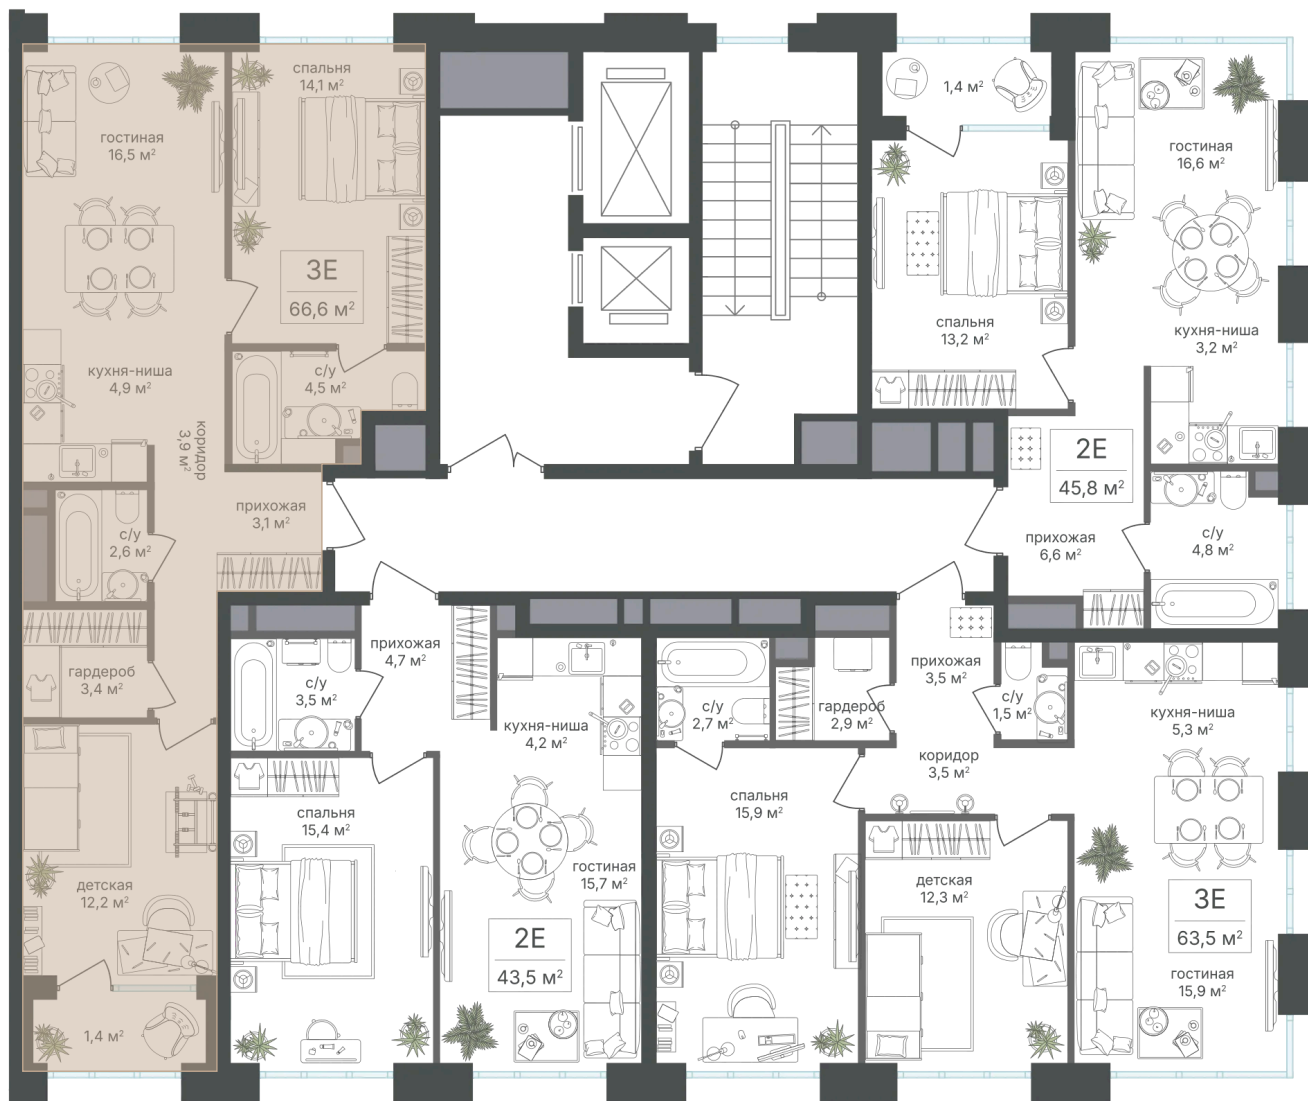 спальня
14,1 м²
гостиная
16,5 м²
3Е
66,6 м²
кухня-ниша
4,9 м²
с/у
4,5 м²
коридор
3,9 м²
прихожая
3,1 м²
с/у
2,6 м²
гардероб
3,4 м²
детская
12,2 м²
1,4 м²
прихожая
4,7 м²
с/у
3,5 м²
кухня-ниша
4,2 м²
спальня
15,4 м²
гостиная
15,7 м²
2Е
43,5 м²
1,4 м²
гостиная
16,6 м²
спальня
13,2 м²
кухня-ниша
3,2 м²
2Е
45,8 м²
прихожая
6,6 м²
с/у
4,8 м²
прихожая
3,5 м²
с/у
2,7 м²
гардероб
2,9 м²
с/у
1,5 м²
кухня-ниша
5,3 м²
коридор
3,5 м²
спальня
15,9 м²
детская
12,3 м²
3Е
63,5 м²
гостиная
15,9 м²